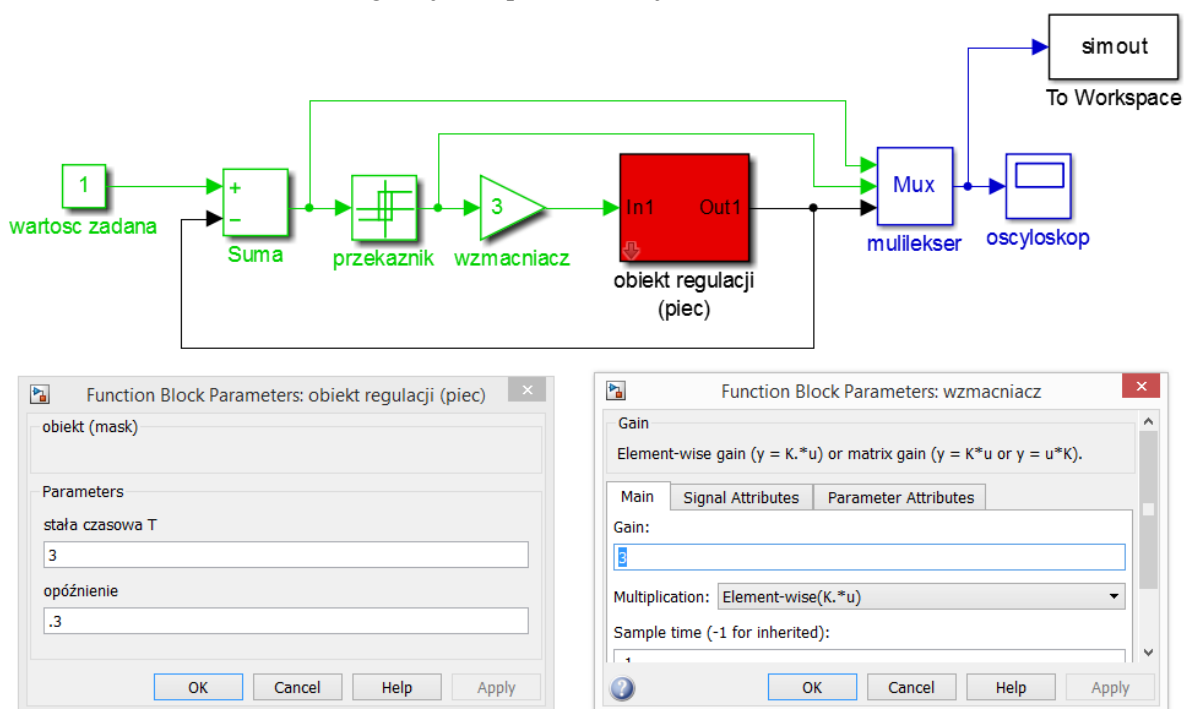 simout
To Workspace
1
wartosc zadana
+
−
Suma
przekaznik
3
wzmacniacz
In1
Out1
obiekt regulacji
(piec)
Mux
mulilekser
oscyloskop
Function Block Parameters: obiekt regulacji (piec)
obiekt (mask)
Parameters
stała czasowa T
3
opóźnienie
.3
OK
Cancel
Help
Apply
Function Block Parameters: wzmacniacz
Gain
Element-wise gain (y = K.*u) or matrix gain (y = K*u or y = u*K).
Main
Signal Attributes
Parameter Attributes
Gain:
3
Multiplication:
Element-wise(K.*u)
Sample time (-1 for inherited):
OK
Cancel
Help
Apply